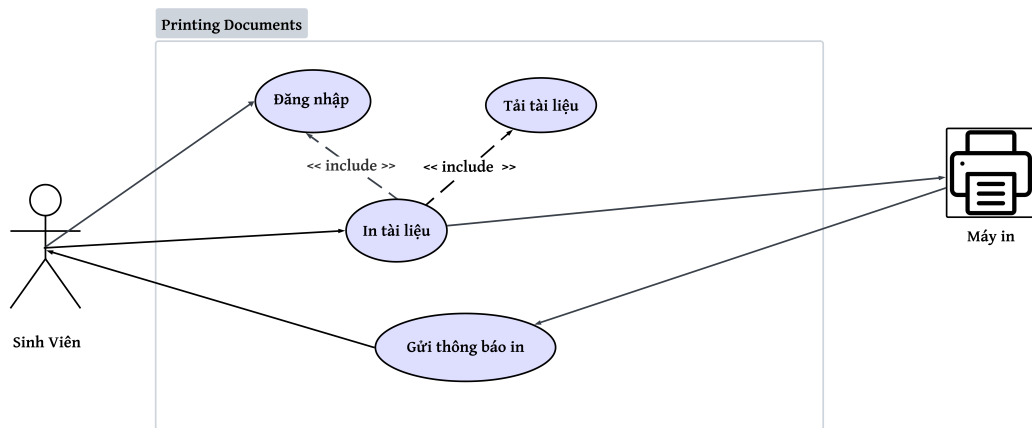 Printing Documents
Đăng nhập
Tải tài liệu
<< include >>
<< include >>
In tài liệu
Máy in
Sinh Viên
Gửi thông báo in